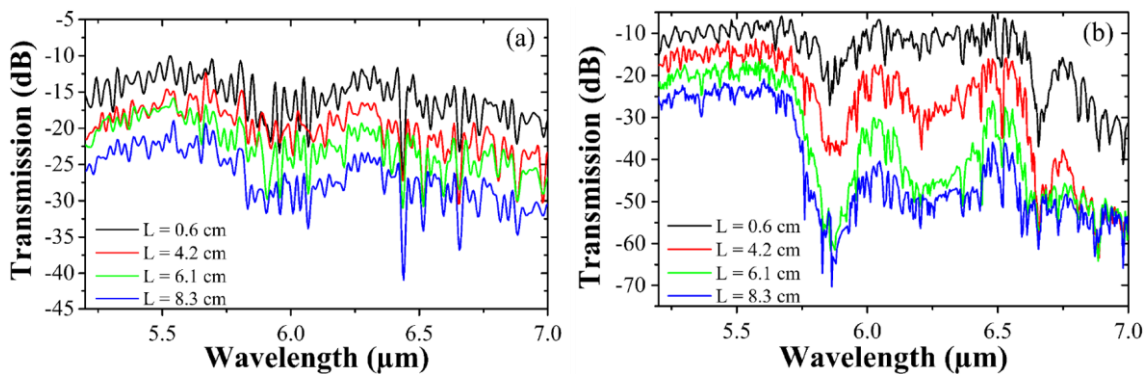 (a)
Transmission (dB)
-5
-10
-15
-20
-25
-30
-35
-40
-45
L = 0.6 cm
L = 4.2 cm
L = 6.1 cm
L = 8.3 cm
5.5 6.0 6.5 7.0
Wavelength (µm)
(b)
Transmission (dB)
-10
-20
-30
-40
-50
-60
-70
L = 0.6 cm
L = 4.2 cm
L = 6.1 cm
L = 8.3 cm
5.5 6.0 6.5 7.0
Wavelength (µm)